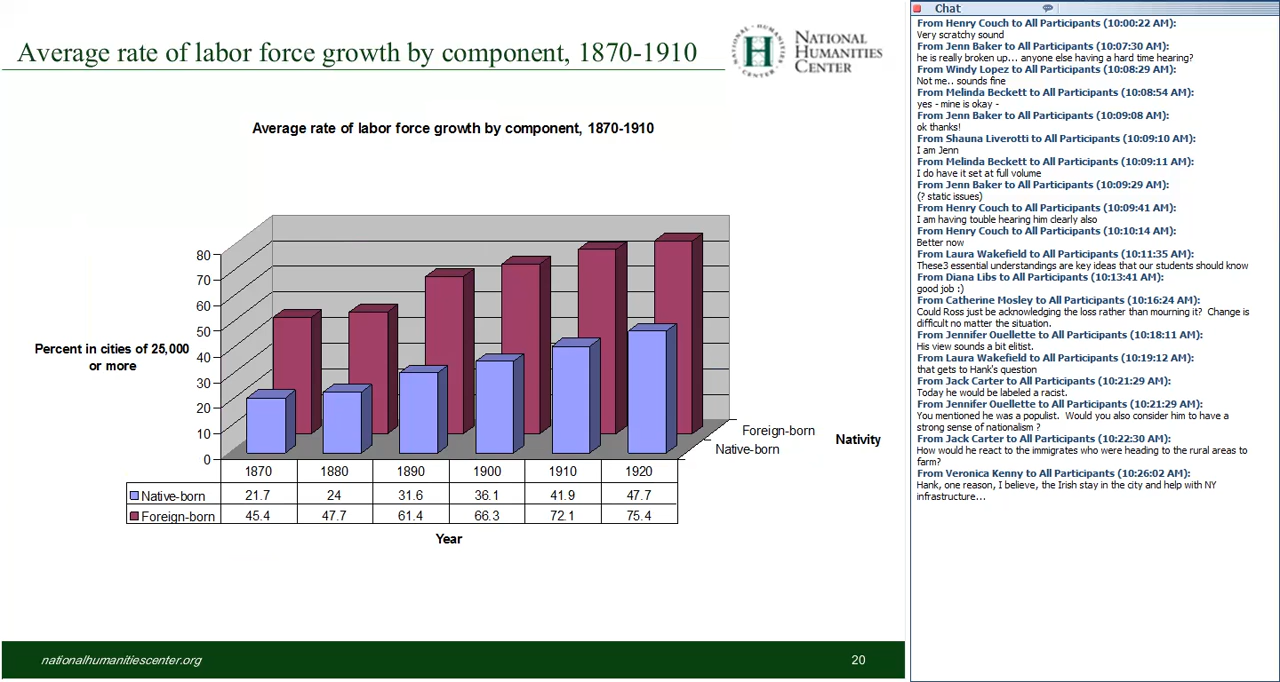 Average rate of labor force growth by component, 1870-1910
NATIONAL HUMANITIES CENTER
H
NATIONAL
HUMANITIES
CENTER
Average rate of labor force growth by component, 1870-1910
80
70
60
50
40
30
20
10
0
Percent in cities of 25,000
or more
Foreign-born
Native-born
Nativity
1870 1880 1890 1900 1910 1920
Native-born 21.7 24 31.6 36.1 41.9 47.7
Foreign-born 45.4 47.7 61.4 66.3 72.1 75.4
Year
nationalhumanitiescenter.org
20
Chat
From Henry Couch to All Participants (10:00:22 AM):
Very scratchy sound
From Jenn Baker to All Participants (10:07:30 AM):
he is really broken up... anyone else having a hard time hearing?
From Windy Lopez to All Participants (10:08:29 AM):
Not me.. sounds fine
From Melinda Beckett to All Participants (10:08:54 AM):
yes - mine is okay -
From Jenn Baker to All Participants (10:09:08 AM):
ok thanks!
From Shauna Liverotti to All Participants (10:09:10 AM):
I am Jenn
From Melinda Beckett to All Participants (10:09:11 AM):
I do have it set at full volume
From Jenn Baker to All Participants (10:09:29 AM):
(? static issues)
From Henry Couch to All Participants (10:09:41 AM):
I am having touble hearing him clearly also
From Henry Couch to All Participants (10:10:14 AM):
Better now
From Laura Wakefield to All Participants (10:11:35 AM):
These3 essential understandings are key ideas that our students should know
From Diana Libs to All Participants (10:13:41 AM):
good job :)
From Catherine Mosley to All Participants (10:16:24 AM):
Could Ross just be acknowledging the loss rather than mourning it? Change is
difficult no matter the situation.
From Jennifer Ouellette to All Participants (10:18:11 AM):
His view sounds a bit elitist.
From Laura Wakefield to All Participants (10:19:12 AM):
that gets to Hank's question
From Jack Carter to All Participants (10:21:29 AM):
Today he would be labeled a racist.
From Jennifer Ouellette to All Participants (10:21:29 AM):
You mentioned he was a populist. Would you also consider him to have a
strong sense of nationalism ?
From Jack Carter to All Participants (10:22:30 AM):
How would he react to the immigrates who were heading to the rural areas to
farm?
From Veronica Kenny to All Participants (10:26:02 AM):
Hank, one reason, I believe, the Irish stay in the city and help with NY
infrastructure...